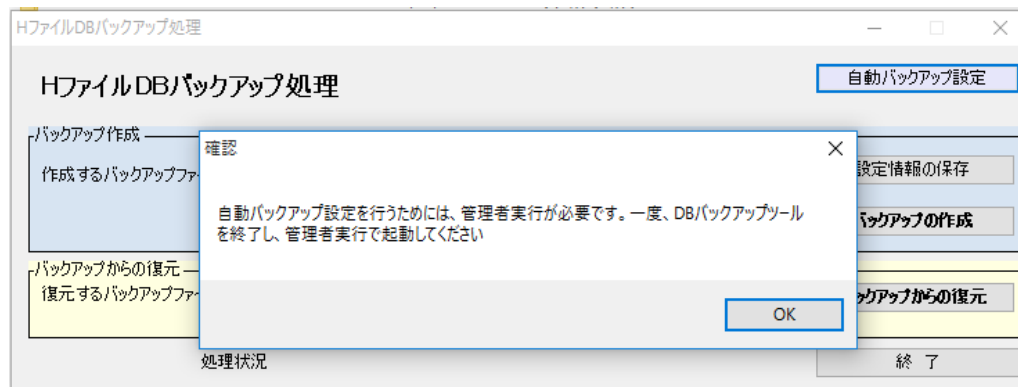 HファイルDBバックアップ処理
HファイルDBバックアップ処理
自動バックアップ設定
バックアップ作成
作成するバックアップファ
設定情報の保存
バックアップの作成
確認
自動バックアップ設定を行うためには、管理者実行が必要です。一度、DBバックアップツール
を終了し、管理者実行で起動してください
OK
バックアップからの復元
復元するバックアップファ
ックアップからの復元
処理状況
終 了